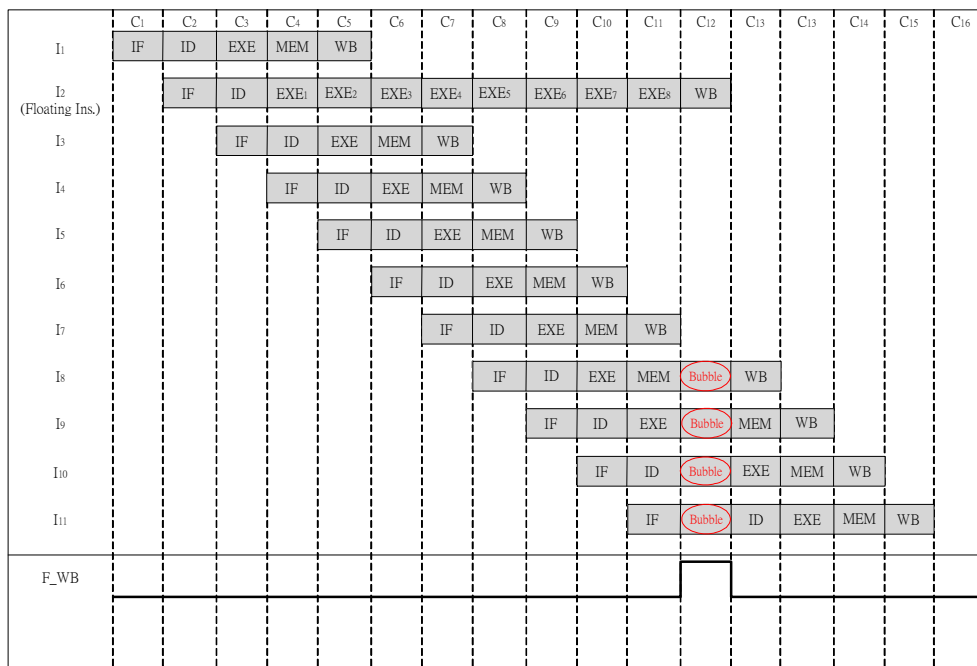 C1 C2 C3 C4 C5 C6 C7 C8 C9 C10 C11 C12 C13 C13 C14 C15 C16
I1 IF ID EXE MEM WB
I2 IF ID EXE1 EXE2 EXE3 EXE4 EXE5 EXE6 EXE7 EXE8 WB
(Floating Ins.)
I3 IF ID EXE MEM WB
I4 IF ID EXE MEM WB
I5 IF ID EXE MEM WB
I6 IF ID EXE MEM WB
I7 IF ID EXE MEM WB
I8 IF ID EXE MEM Bubble WB
I9 IF ID EXE Bubble MEM WB
I10 IF ID Bubble EXE MEM WB
I11 IF Bubble ID EXE MEM WB
F_WB